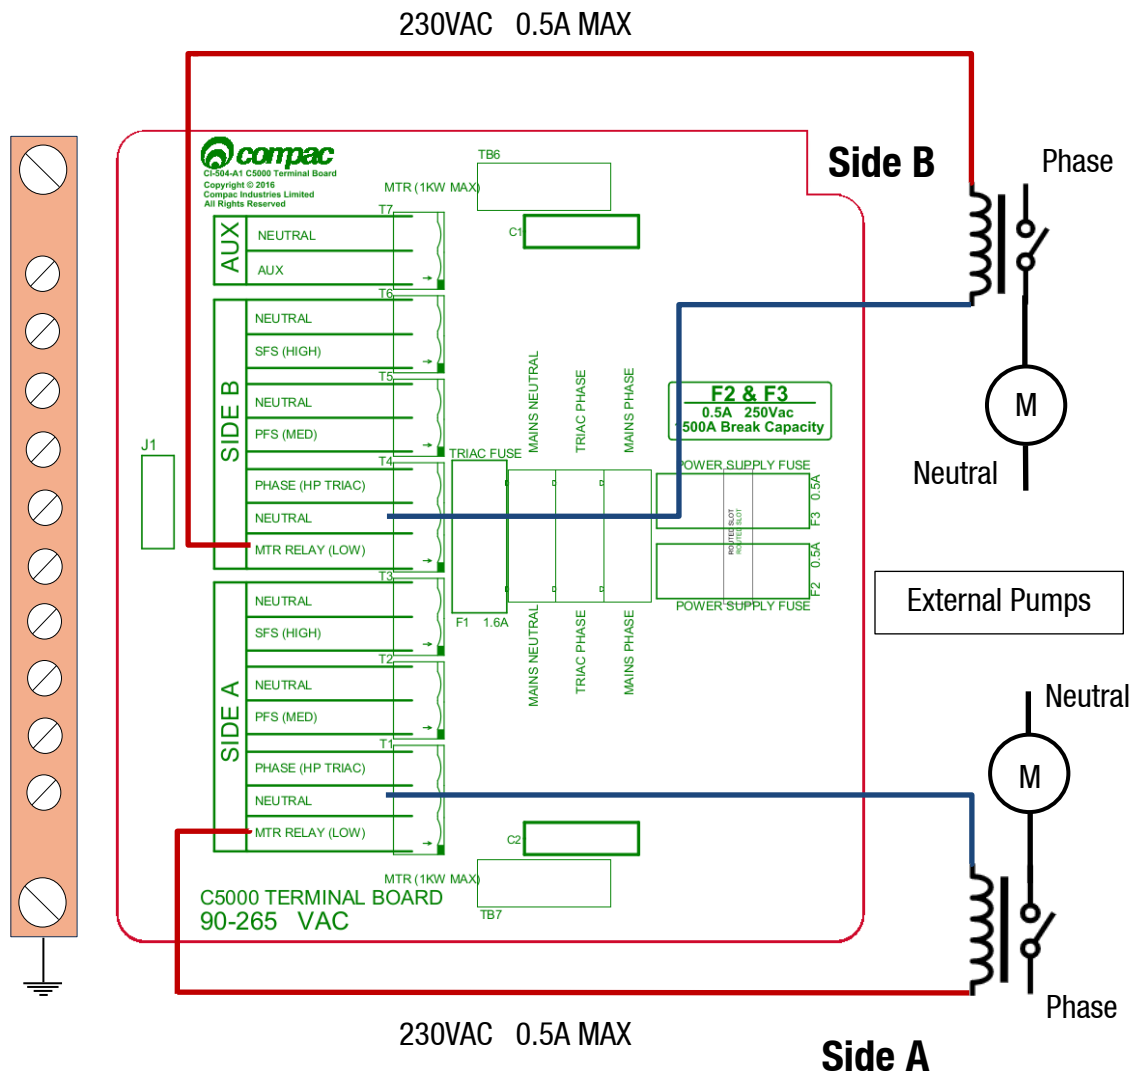 230VAC 0.5A MAX
compac
CI-504-A1 C5000 Terminal Board
Copyright © 2016
Compac Industries Limited
All Rights Reserved
TB6
MTR (1KW MAX)
C1
Side B
Phase
M
Neutral
T7
AUX
NEUTRAL
AUX
T6
SIDE B
NEUTRAL
SFS (HIGH)
T5
NEUTRAL
PFS (MED)
T4
PHASE (HP TRIAC)
NEUTRAL
MTR RELAY (LOW)
J1
T3
SIDE A
NEUTRAL
SFS (HIGH)
T2
NEUTRAL
PFS (MED)
T1
PHASE (HP TRIAC)
NEUTRAL
MTR RELAY (LOW)
MAINS NEUTRAL
TRIAC PHASE
MAINS PHASE
F2 & F3
0.5A 250Vac
1500A Break Capacity
TRIAC FUSE
F1 1.6A
POWER SUPPLY FUSE
F3 0.5A
ROUTED SLOT
ROUTED SLOT
F2 0.5A
POWER SUPPLY FUSE
MAINS NEUTRAL
TRIAC PHASE
MAINS PHASE
External Pumps
Neutral
M
Phase
C2
MTR (1KW MAX)
TB7
C5000 TERMINAL BOARD
90-265 VAC
230VAC 0.5A MAX
Side A